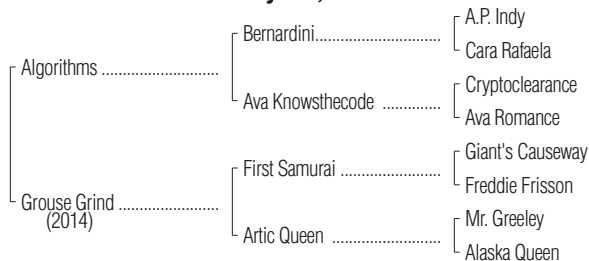 A.P. Indy
Bernardini
Cara Rafaela
Algorithms
Cryptoclearance
Ava Knowsthecode
Ava Romance
Giant's Causeway
First Samurai
Freddie Frisson
Grouse Grind
(2014)
Mr. Greeley
Artic Queen
Alaska Queen